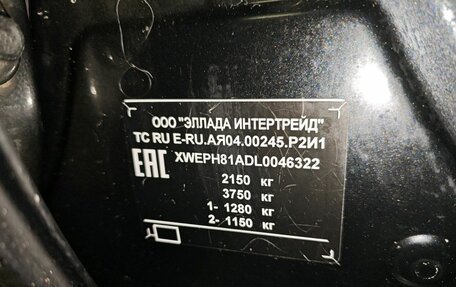 ООО "ЭЛЛАДА ИНТЕРТРЕЙД"
ТС RU E-RU.АЯ04.00245.Р2И1
EAC XWEPH81ADL0046322
2150 кг
3750 кг
1- 1280 кг
2- 1150 кг